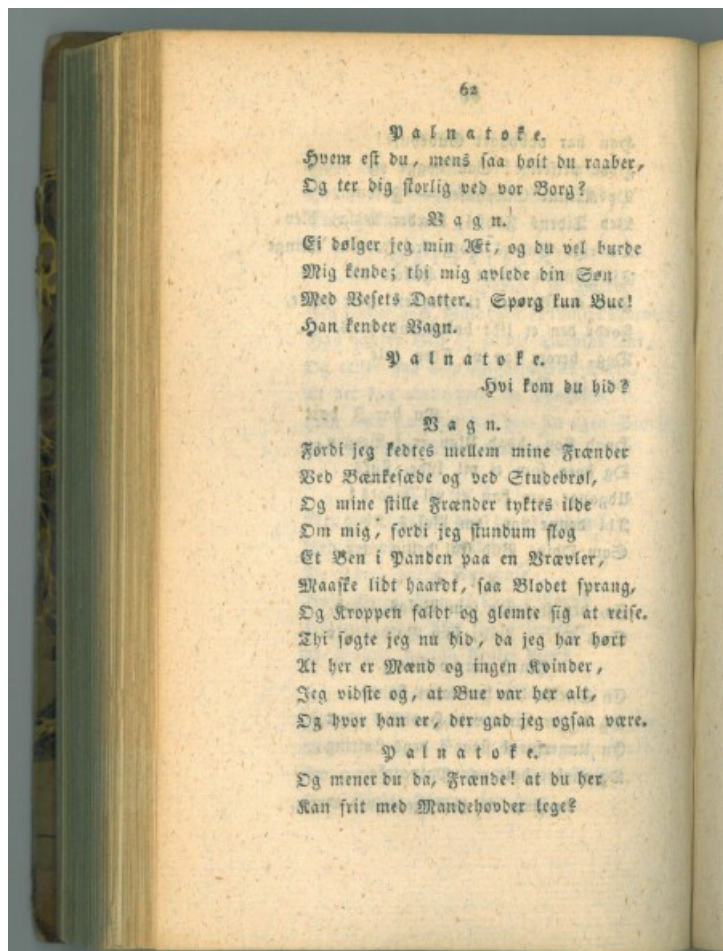 62
Palnatoke.
Hvem est du, mens saa høit du raaber,
Og ter dig storlig ved vor Borg?
Vagn.
Ei dølger jeg min Æt, og du vel burde
Mig kende; thi mig avlede din Søn
Med Vesets Datter. Spørg kun Bue!
Han kender Vagn.
Palnatoke.
Hvi kom du hid?
Vagn.
Fordi jeg kedtes mellem mine Frænder
Ved Bænkesæde og ved Studebrøl,
Og mine stille Frænder tyktes ilde
Om mig, fordi jeg stundum slog
Et Ben i Panden paa en Vrævler,
Maaske lidt haardt, saa Blodet sprang,
Og Kroppen faldt og glemte sig at reise.
Thi søgte jeg nu hid, da jeg har hørt
At her er Mænd og ingen Kvinder,
Jeg vidste og, at Bue var her alt,
Og hvor han er, der gad jeg ogsaa være.
Palnatoke.
Og mener du da, Frænde! at du her
Kan frit med Mandehovder lege?